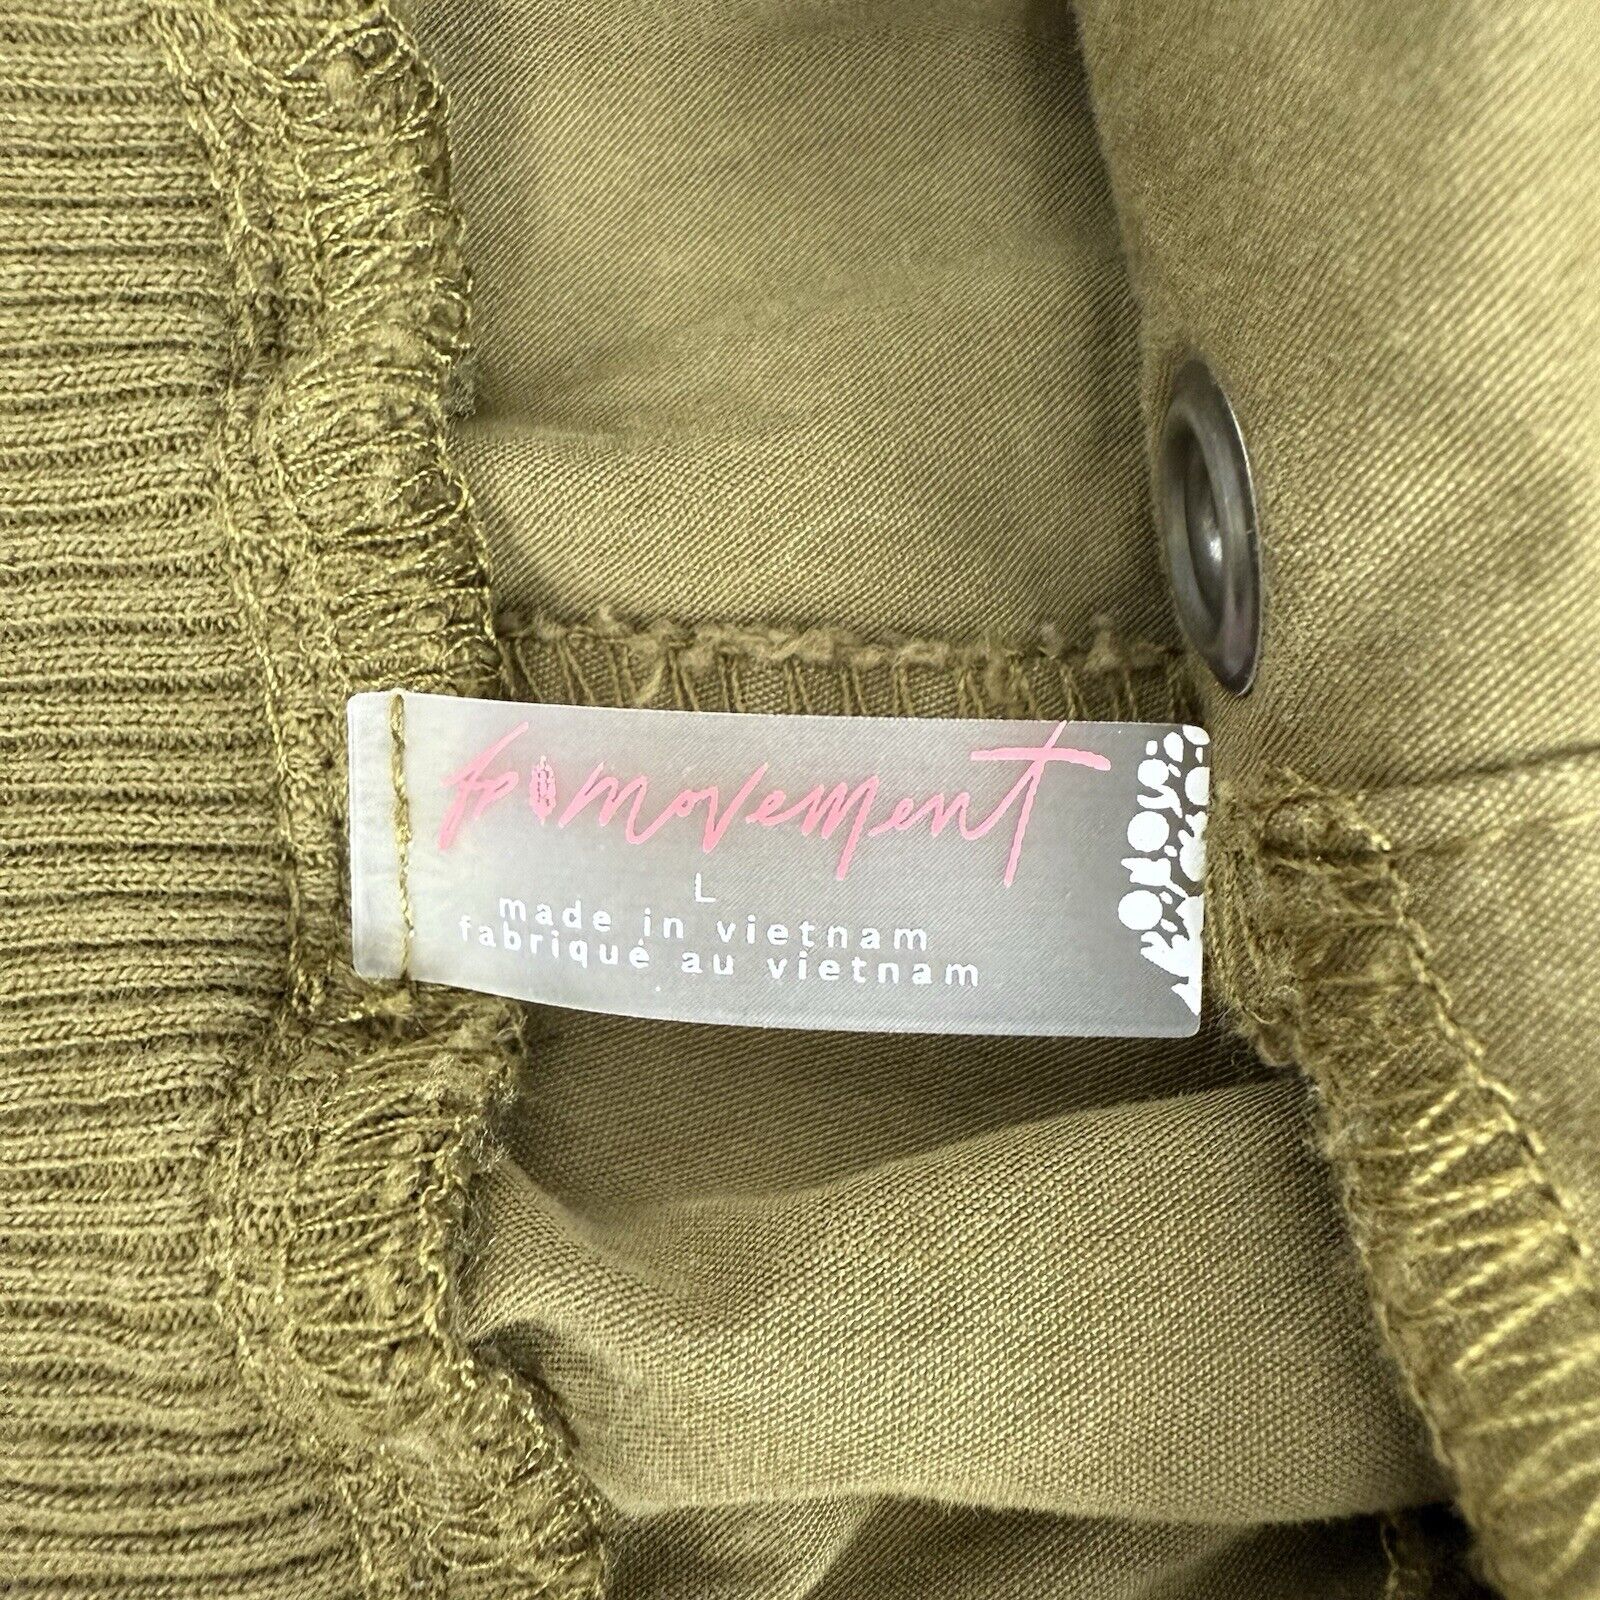 fp movement
L
made in vietnam
fabriqué au vietnam